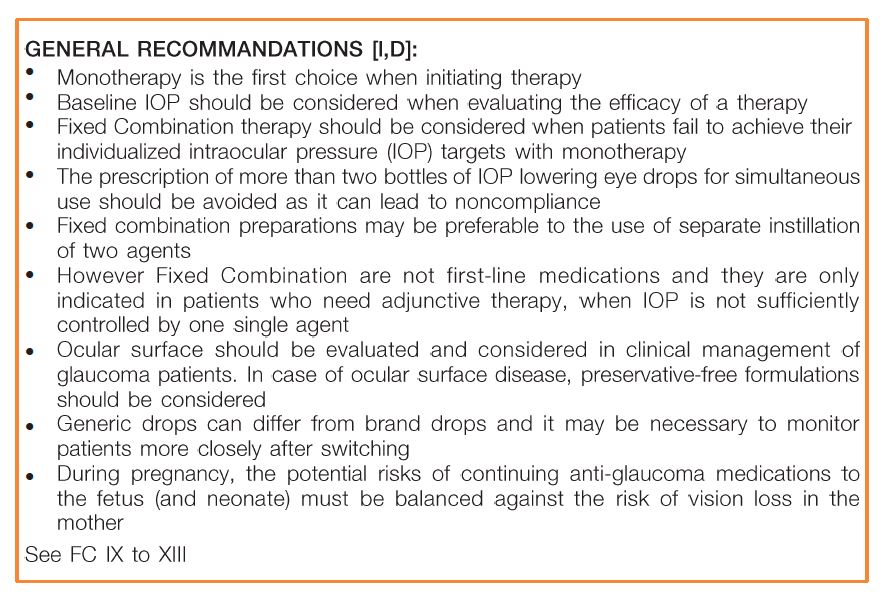 GENERAL RECOMMANDATIONS [I,D]:
• Monotherapy is the first choice when initiating therapy
• Baseline IOP should be considered when evaluating the efficacy of a therapy
• Fixed Combination therapy should be considered when patients fail to achieve their
individualized intraocular pressure (IOP) targets with monotherapy
• The prescription of more than two bottles of IOP lowering eye drops for simultaneous
use should be avoided as it can lead to noncompliance
• Fixed combination preparations may be preferable to the use of separate instillation
of two agents
• However Fixed Combination are not first-line medications and they are only
indicated in patients who need adjunctive therapy, when IOP is not sufficiently
controlled by one single agent
• Ocular surface should be evaluated and considered in clinical management of
glaucoma patients. In case of ocular surface disease, preservative-free formulations
should be considered
• Generic drops can differ from brand drops and it may be necessary to monitor
patients more closely after switching
• During pregnancy, the potential risks of continuing anti-glaucoma medications to
the fetus (and neonate) must be balanced against the risk of vision loss in the
mother
See FC IX to XIII